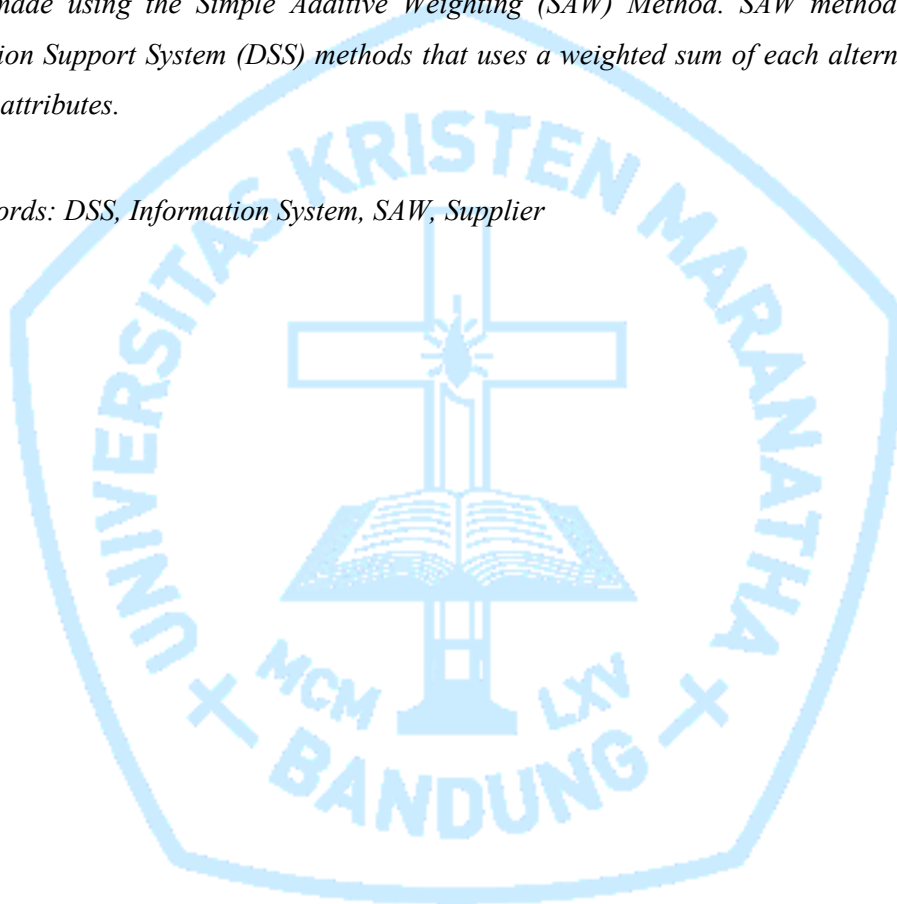 made using the Simple Additive Weighting (SAW) Method. SAW method
ion Support System (DSS) methods that uses a weighted sum of each altern
attributes.
ords: DSS, Information System, SAW, Supplier
UNIVERSITAS KRISTEN MARANATHA
MCM LXV
BANDUNG